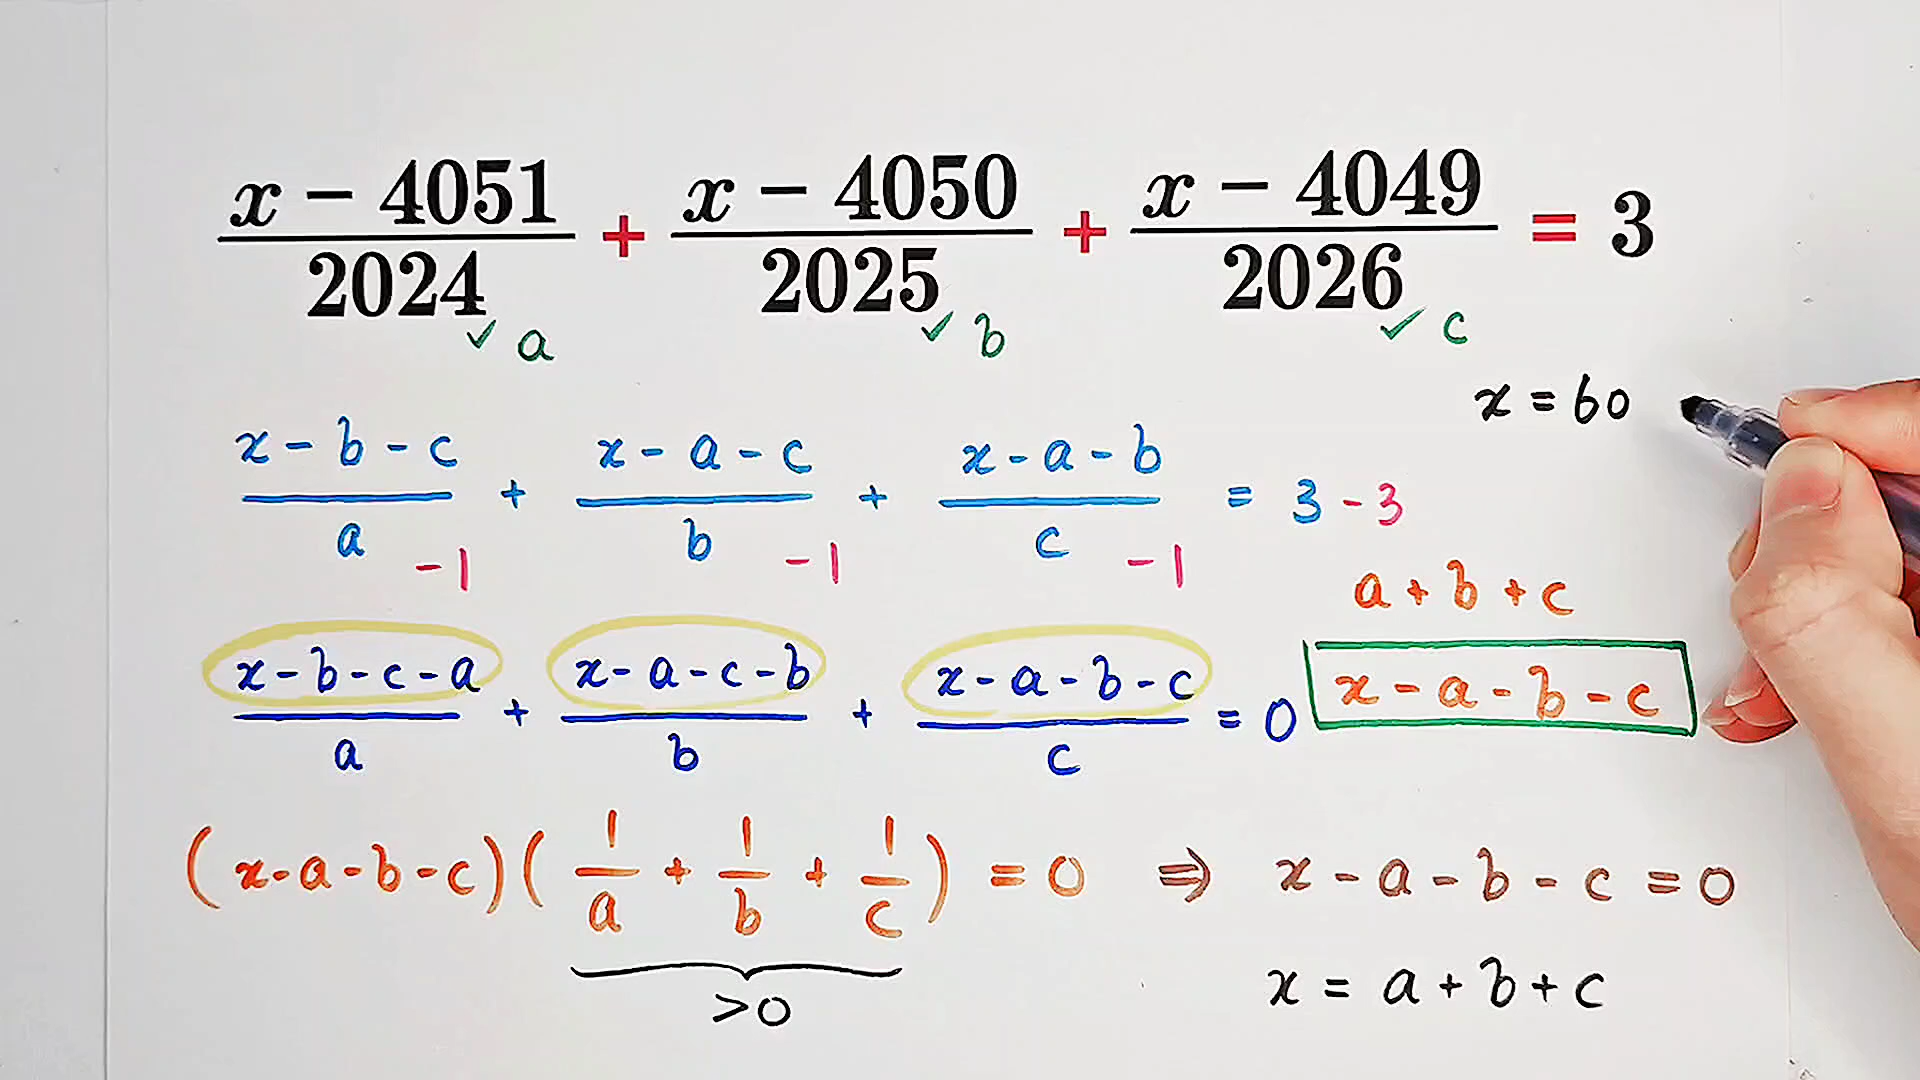 x − 4051 / 2024 + x − 4050 / 2025 + x − 4049 / 2026 = 3
✓ a ✓ b ✓ c
x = 60
x - b - c / a + x - a - c / b + x - a - b / c = 3 - 3
-1 -1 -1
a + b + c
x - b - c - a / a + x - a - c - b / b + x - a - b - c / c = 0
x - a - b - c
(x - a - b - c)(1/a + 1/b + 1/c) = 0 ⇒ x - a - b - c = 0
>0
x = a + b + c